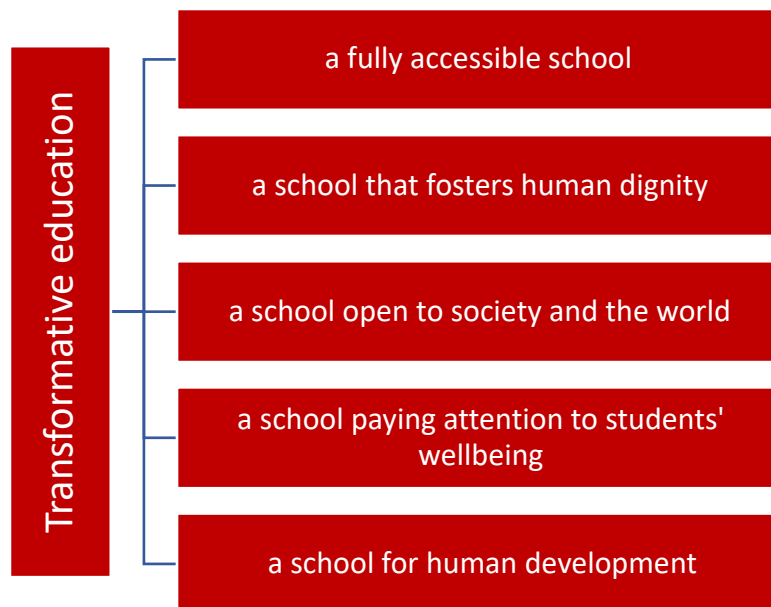 Transformative education
a fully accessible school
a school that fosters human dignity
a school open to society and the world
a school paying attention to students'
wellbeing
a school for human development